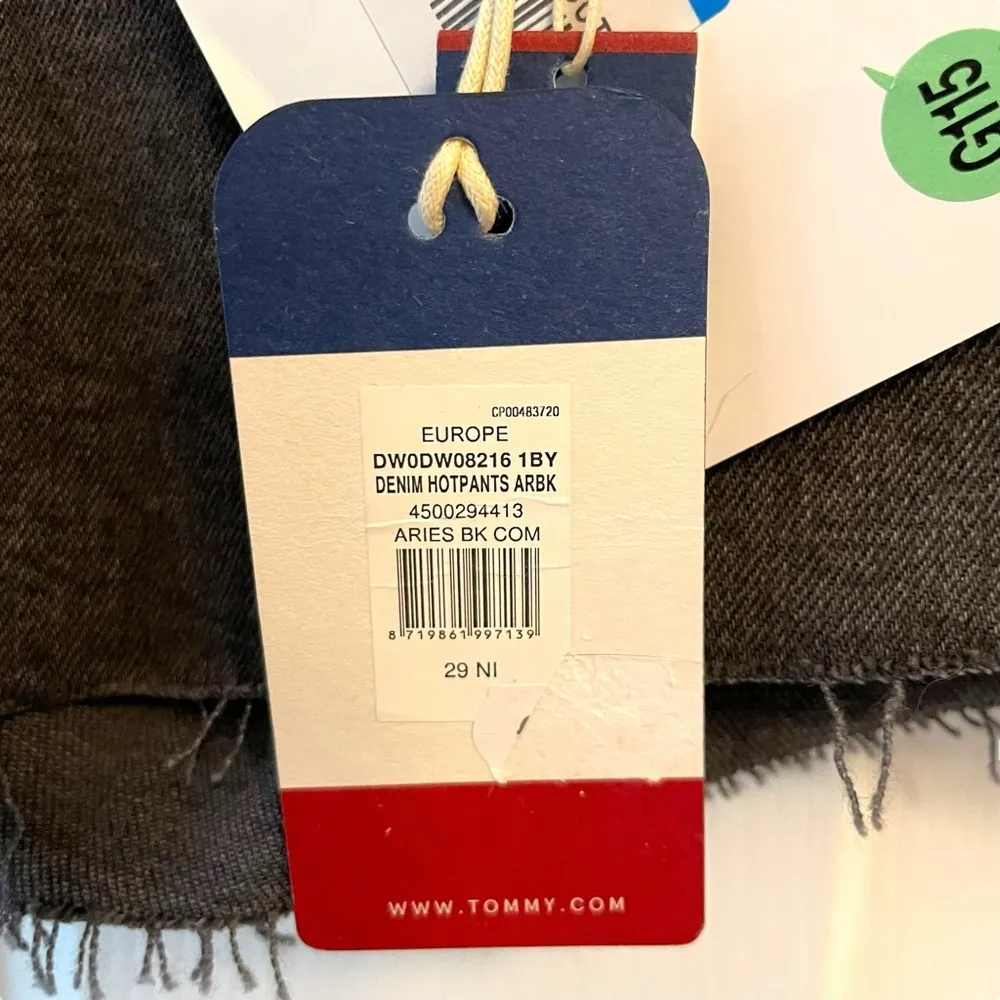 G115
CP00483720
EUROPE
DW0DW08216 1BY
DENIM HOTPANTS ARBK
4500294413
ARIES BK COM
8 719861 997139
29 NI
WWW.TOMMY.COM